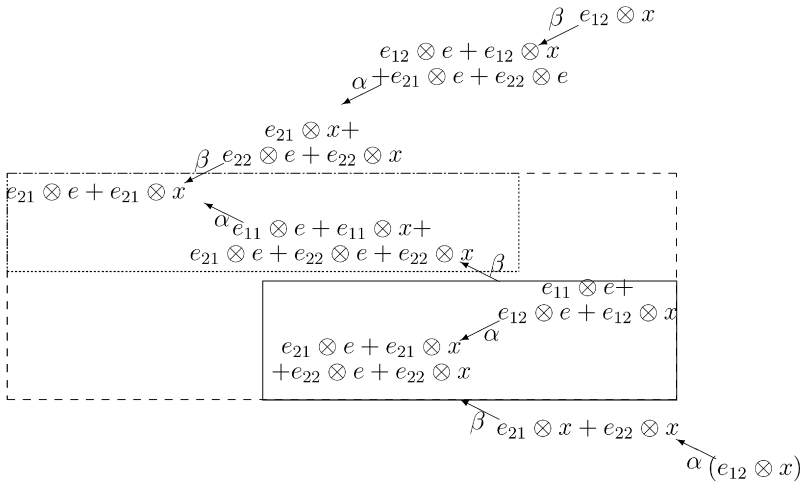 β e₁₂ ⊗ x
e₁₂ ⊗ e + e₁₂ ⊗ x
α +e₂₁ ⊗ e + e₂₂ ⊗ e
e₂₁ ⊗ x+
β e₂₂ ⊗ e + e₂₂ ⊗ x
e₂₁ ⊗ e + e₂₁ ⊗ x
α e₁₁ ⊗ e + e₁₁ ⊗ x+
e₂₁ ⊗ e + e₂₂ ⊗ e + e₂₂ ⊗ x
β
e₁₁ ⊗ e+
e₁₂ ⊗ e + e₁₂ ⊗ x
α
e₂₁ ⊗ e + e₂₁ ⊗ x
+e₂₂ ⊗ e + e₂₂ ⊗ x
β e₂₁ ⊗ x + e₂₂ ⊗ x
α (e₁₂ ⊗ x)